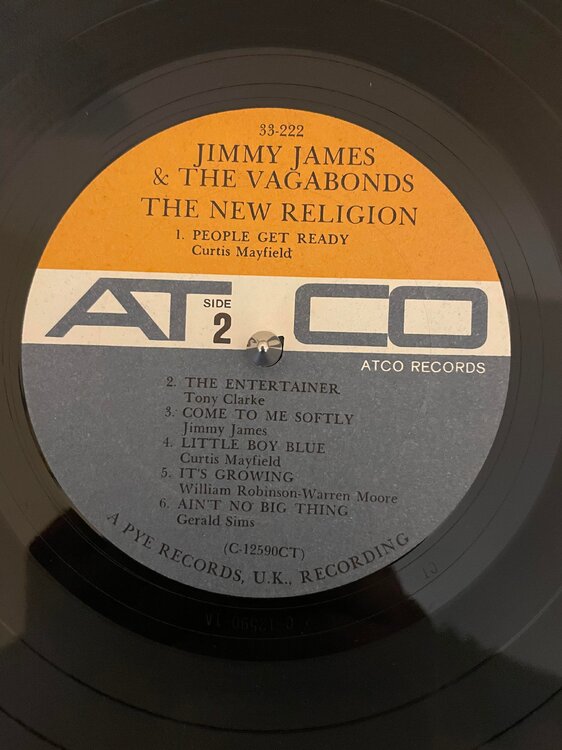 33-222
JIMMY JAMES
& THE VAGABONDS
THE NEW RELIGION
1. PEOPLE GET READY
Curtis Mayfield
ATCO
SIDE
2
ATCO RECORDS
2. THE ENTERTAINER
Tony Clarke
3. COME TO ME SOFTLY
Jimmy James
4. LITTLE BOY BLUE
Curtis Mayfield
5. IT'S GROWING
William Robinson-Warren Moore
6. AIN'T NO BIG THING
Gerald Sims
(C-12590CT)
A PYE RECORDS, U.K., RECORDING